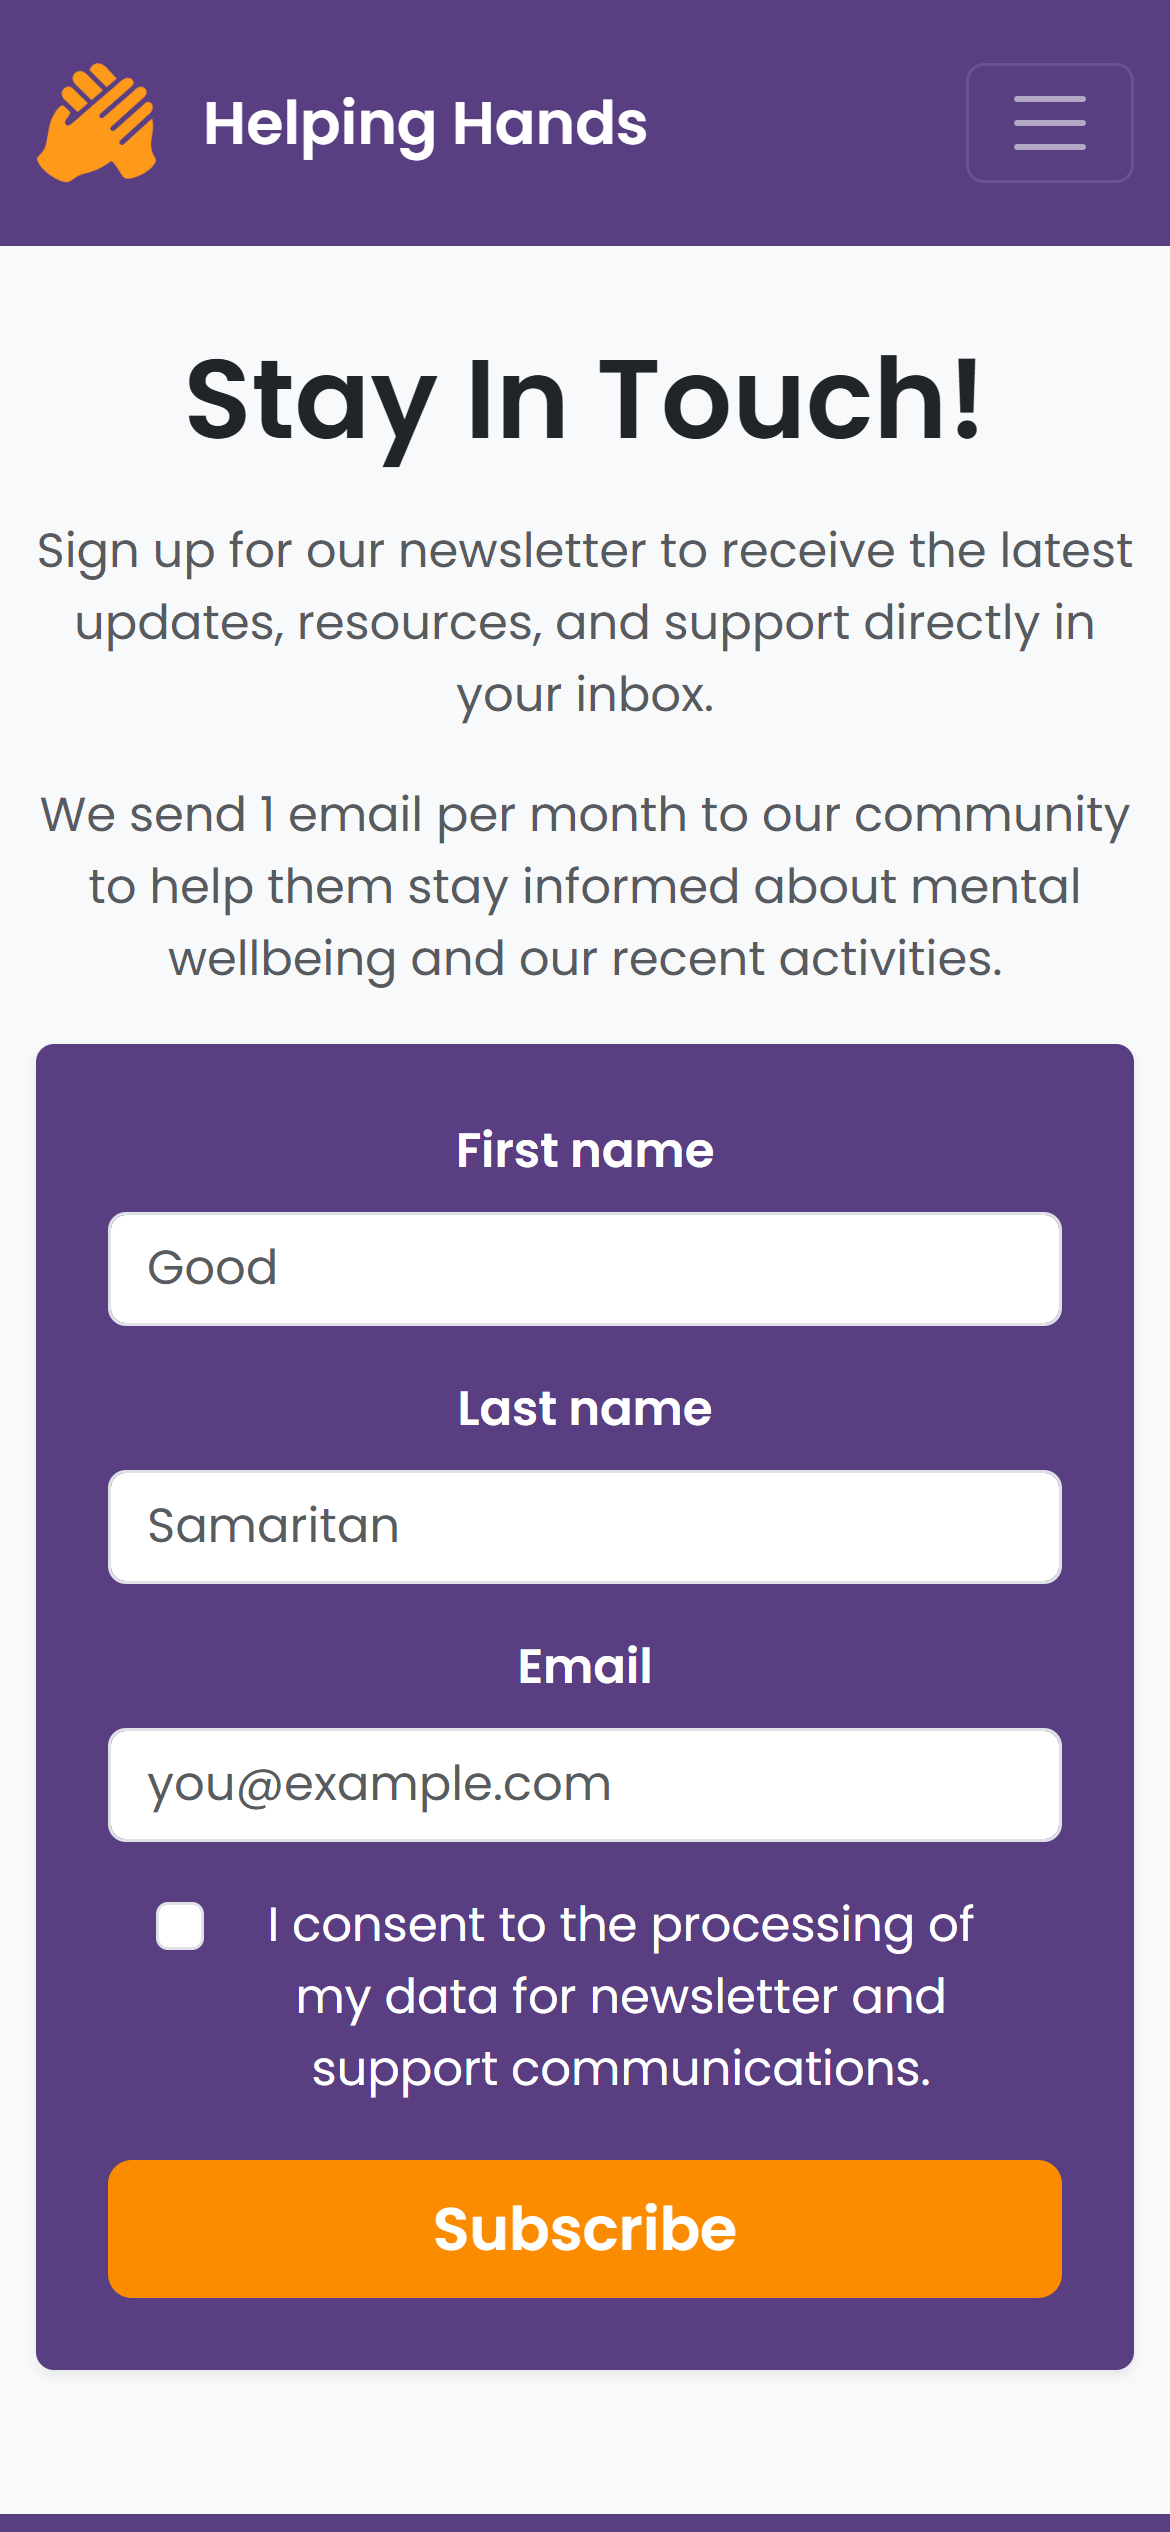 Helping Hands
Stay In Touch!
Sign up for our newsletter to receive the latest
updates, resources, and support directly in
your inbox.
We send 1 email per month to our community
to help them stay informed about mental
wellbeing and our recent activities.
First name
Good
Last name
Samaritan
Email
you@example.com
I consent to the processing of
my data for newsletter and
support communications.
Subscribe